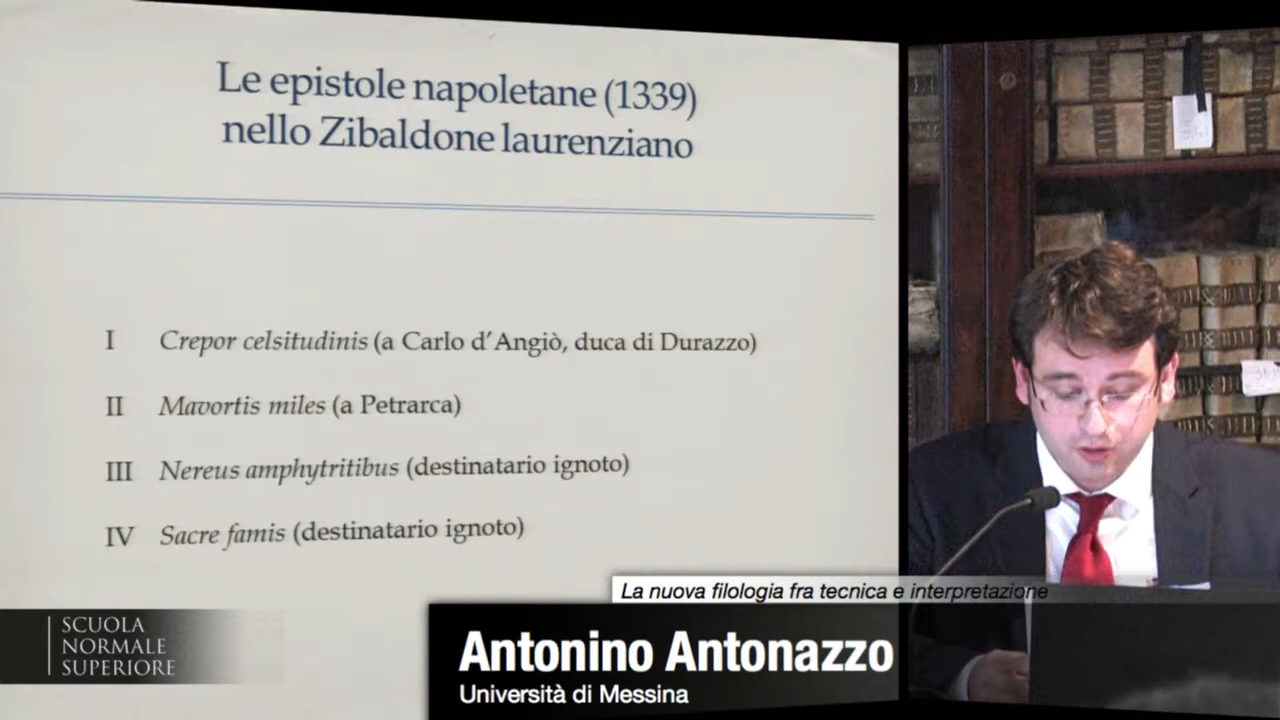 Le epistole napoletane (1339)
nello Zibaldone laurenziano
I Crepor celsitudinis (a Carlo d'Angiò, duca di Durazzo)
II Mavortis miles (a Petrarca)
III Nereus amphytritibus (destinatario ignoto)
IV Sacre famis (destinatario ignoto)
La nuova filologia fra tecnica e interpretazione
Antonino Antonazzo
Università di Messina
SCUOLA
NORMALE
SUPERIORE